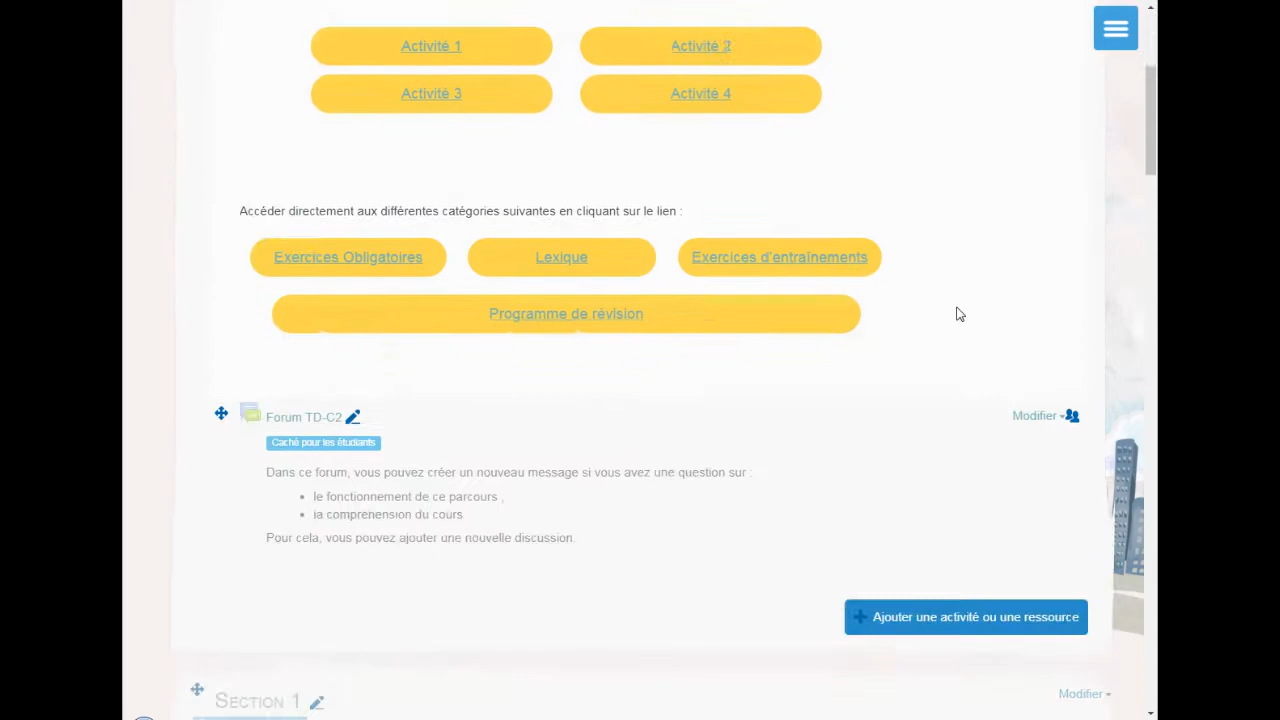 Activité 1
Activité 2
Activité 3
Activité 4
Accéder directement aux différentes catégories suivantes en cliquant sur le lien :
Exercices Obligatoires
Lexique
Exercices d'entraînements
Programme de révision
Forum TD-C2
Modifier
Caché pour les étudiants
Dans ce forum, vous pouvez créer un nouveau message si vous avez une question sur :
• le fonctionnement de ce parcours ,
• la compréhension du cours
Pour cela, vous pouvez ajouter une nouvelle discussion.
Ajouter une activité ou une ressource
SECTION 1
Modifier